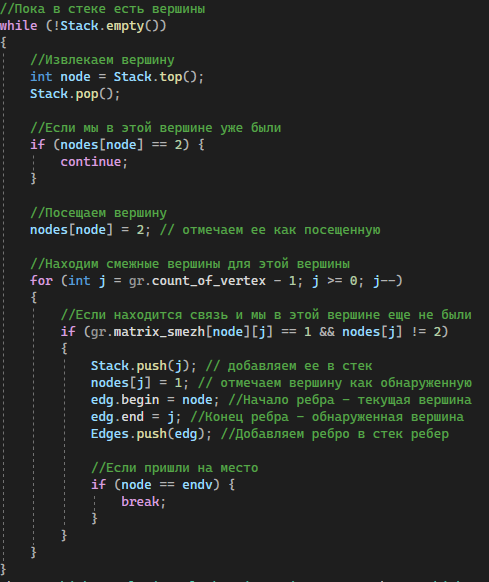 //Пока в стеке есть вершины
while (!Stack.empty())
{
//Извлекаем вершину
int node = Stack.top();
Stack.pop();
//Если мы в этой вершине уже были
if (nodes[node] == 2) {
continue;
}
//Посещаем вершину
nodes[node] = 2; // отмечаем ее как посещенную
//Находим смежные вершины для этой вершины
for (int j = gr.count_of_vertex - 1; j >= 0; j--)
{
//Если находится связь и мы в этой вершине еще не были
if (gr.matrix_smezh[node][j] == 1 && nodes[j] != 2)
{
Stack.push(j); // добавляем ее в стек
nodes[j] = 1; // отмечаем вершину как обнаруженную
edg.begin = node; //Начало ребра - текущая вершина
edg.end = j; //Конец ребра - обнаруженная вершина
Edges.push(edg); //Добавляем ребро в стек ребер
//Если пришли на место
if (node == endv) {
break;
}
}
}
}